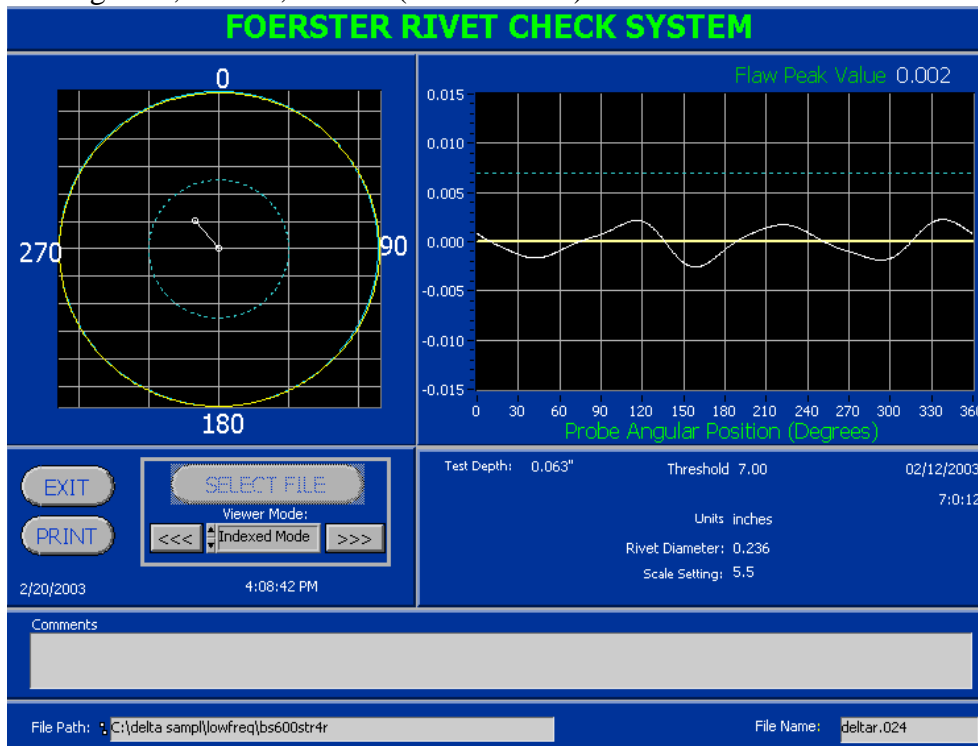 FOERSTER RIVET CHECK SYSTEM
0
270
90
180
Flaw Peak Value 0.002
0.015
0.010
0.005
0.000
-0.005
-0.010
-0.015
0 30 60 90 120 150 180 210 240 270 300 330 360
Probe Angular Position (Degrees)
EXIT
PRINT
SELECT FILE
Viewer Mode:
<<< Indexed Mode >>>
2/20/2003 4:08:42 PM
Test Depth: 0.063"
Threshold 7.00
02/12/2003
7:0:12
Units inches
Rivet Diameter: 0.236
Scale Setting: 5.5
Comments
File Path: C:\delta sampl\lowfreq\bs600str4r
File Name: deltar.024